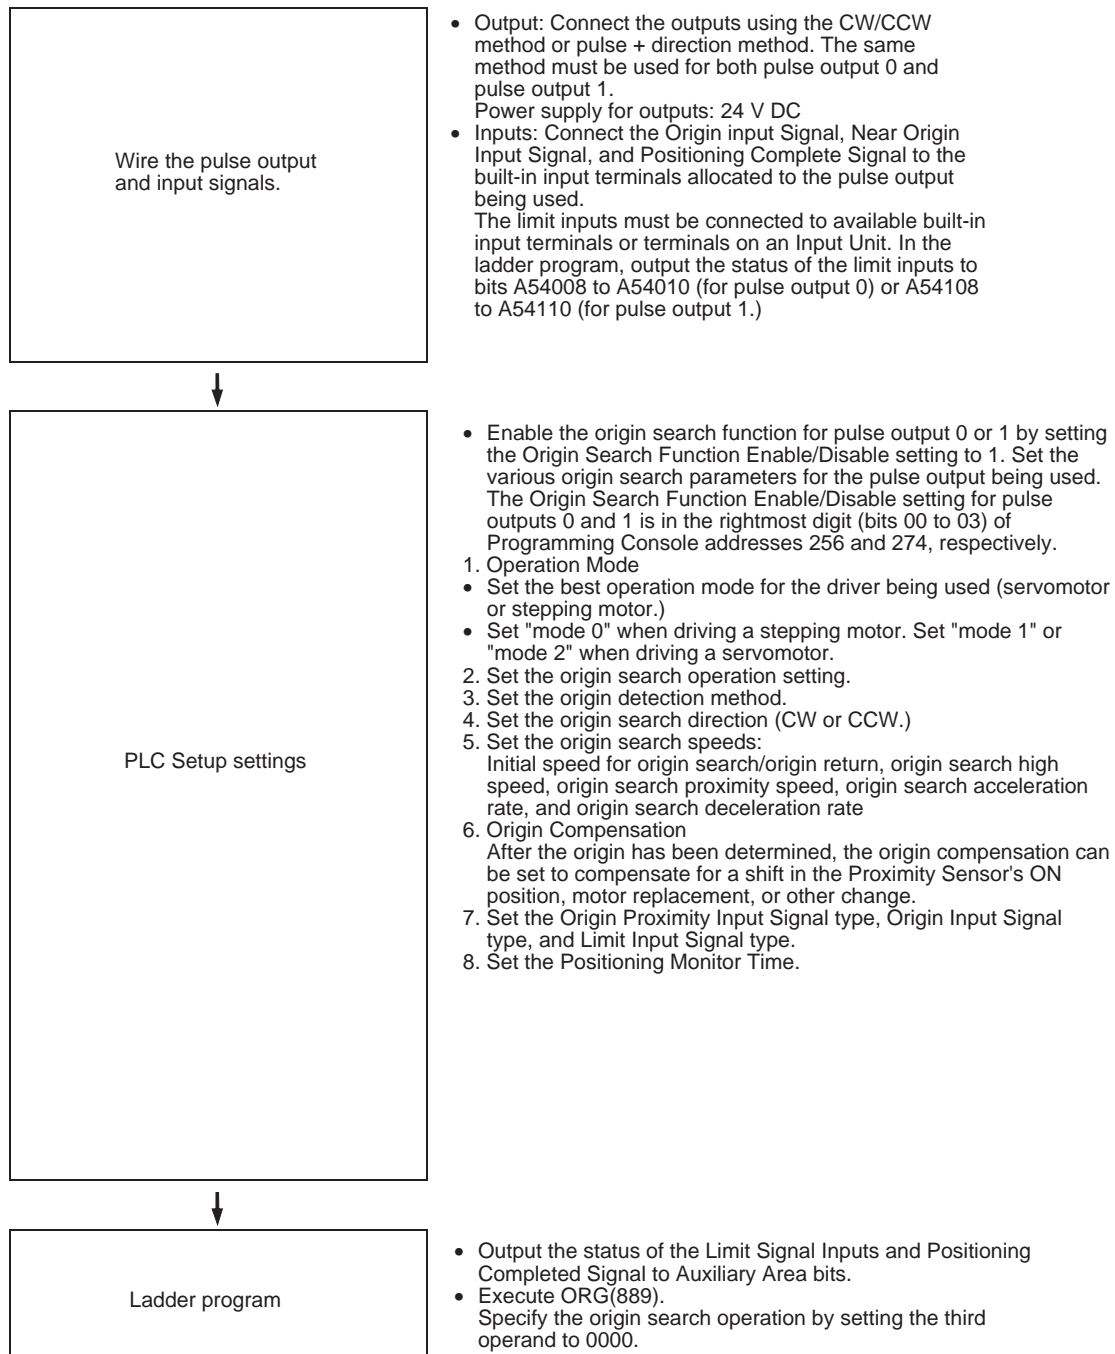 Wire the pulse output
and input signals.
• Output: Connect the outputs using the CW/CCW
method or pulse + direction method. The same
method must be used for both pulse output 0 and
pulse output 1.
Power supply for outputs: 24 V DC
• Inputs: Connect the Origin input Signal, Near Origin
Input Signal, and Positioning Complete Signal to the
built-in input terminals allocated to the pulse output
being used.
The limit inputs must be connected to available built-in
input terminals or terminals on an Input Unit. In the
ladder program, output the status of the limit inputs to
bits A54008 to A54010 (for pulse output 0) or A54108
to A54110 (for pulse output 1.)
PLC Setup settings
• Enable the origin search function for pulse output 0 or 1 by setting
the Origin Search Function Enable/Disable setting to 1. Set the
various origin search parameters for the pulse output being used.
The Origin Search Function Enable/Disable setting for pulse
outputs 0 and 1 is in the rightmost digit (bits 00 to 03) of
Programming Console addresses 256 and 274, respectively.
1. Operation Mode
• Set the best operation mode for the driver being used (servomotor
or stepping motor.)
• Set "mode 0" when driving a stepping motor. Set "mode 1" or
"mode 2" when driving a servomotor.
2. Set the origin search operation setting.
3. Set the origin detection method.
4. Set the origin search direction (CW or CCW.)
5. Set the origin search speeds:
Initial speed for origin search/origin return, origin search high
speed, origin search proximity speed, origin search acceleration
rate, and origin search deceleration rate
6. Origin Compensation
After the origin has been determined, the origin compensation can
be set to compensate for a shift in the Proximity Sensor's ON
position, motor replacement, or other change.
7. Set the Origin Proximity Input Signal type, Origin Input Signal
type, and Limit Input Signal type.
8. Set the Positioning Monitor Time.
Ladder program
• Output the status of the Limit Signal Inputs and Positioning
Completed Signal to Auxiliary Area bits.
• Execute ORG(889).
Specify the origin search operation by setting the third
operand to 0000.